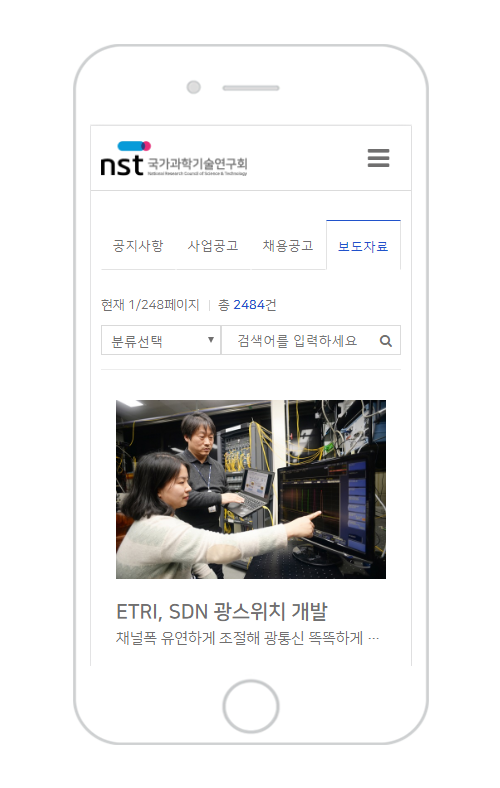 nst 국가과학기술연구회
National Research Council of Science & Technology
공지사항 사업공고 채용공고 보도자료
현재 1/248페이지 | 총 2484건
분류선택 ▼ 검색어를 입력하세요
ETRI, SDN 광스위치 개발
채널폭 유연하게 조절해 광통신 똑똑하게 ···